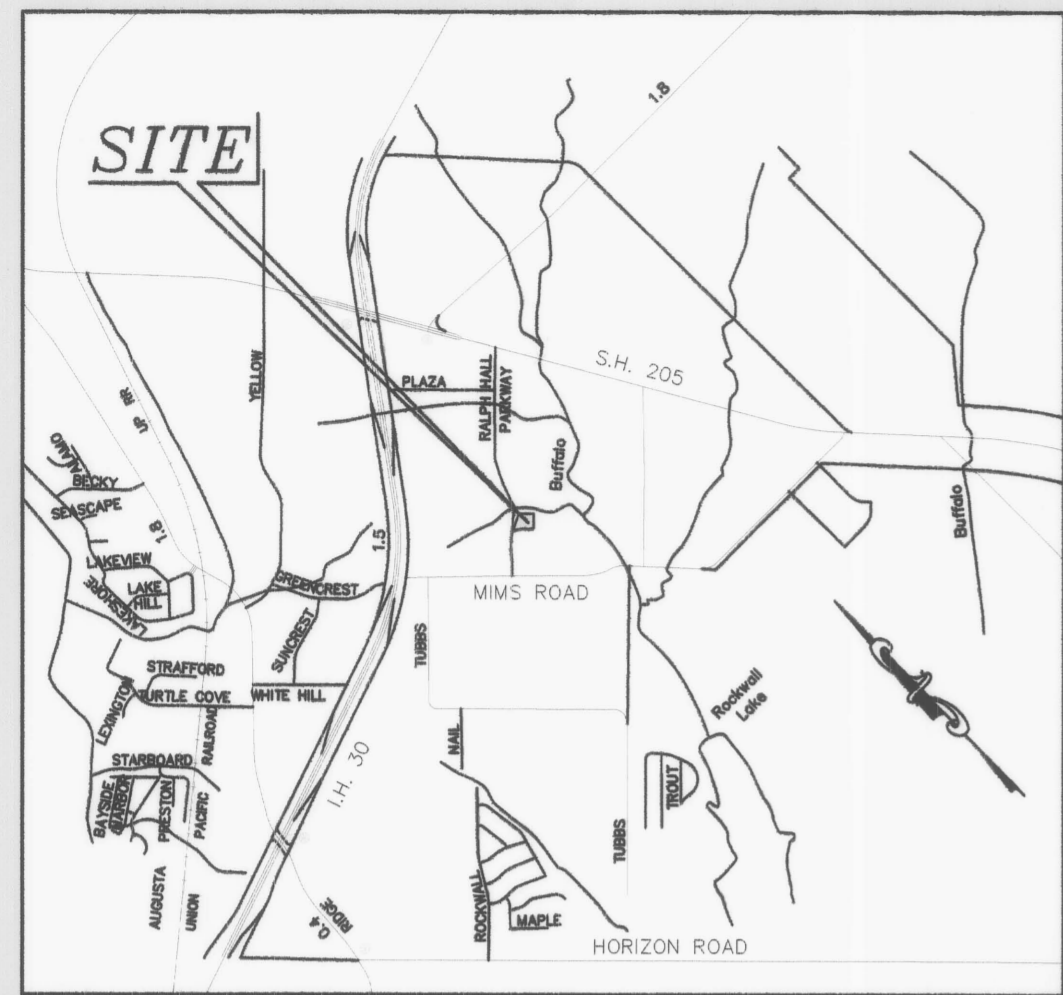 1.8
SITE
YELLOW
S.H. 205
PLAZA
RALPH HALL
PARKWAY
UP RR
ALAMO
BECKY
SEASCAPE
1.8
Buffalo
Buffalo
1.5
LAKEVIEW
LAKE
HILL
LAKESHORE
GREENCREST
MIMS ROAD
SUNCREST
TUBBS
STRAFFORD
LEXINGTON
TURTLE COVE
WHITE HILL
RAILROAD
Rockwall
Lake
NAIL
STARBOARD
I.H. 30
BAYSIDE
HARBOR
PRESTON
PACIFIC
TROUT
TUBBS
AUGUSTA
UNION
RIDGE
0.4
ROCKWALL
MAPLE
HORIZON ROAD